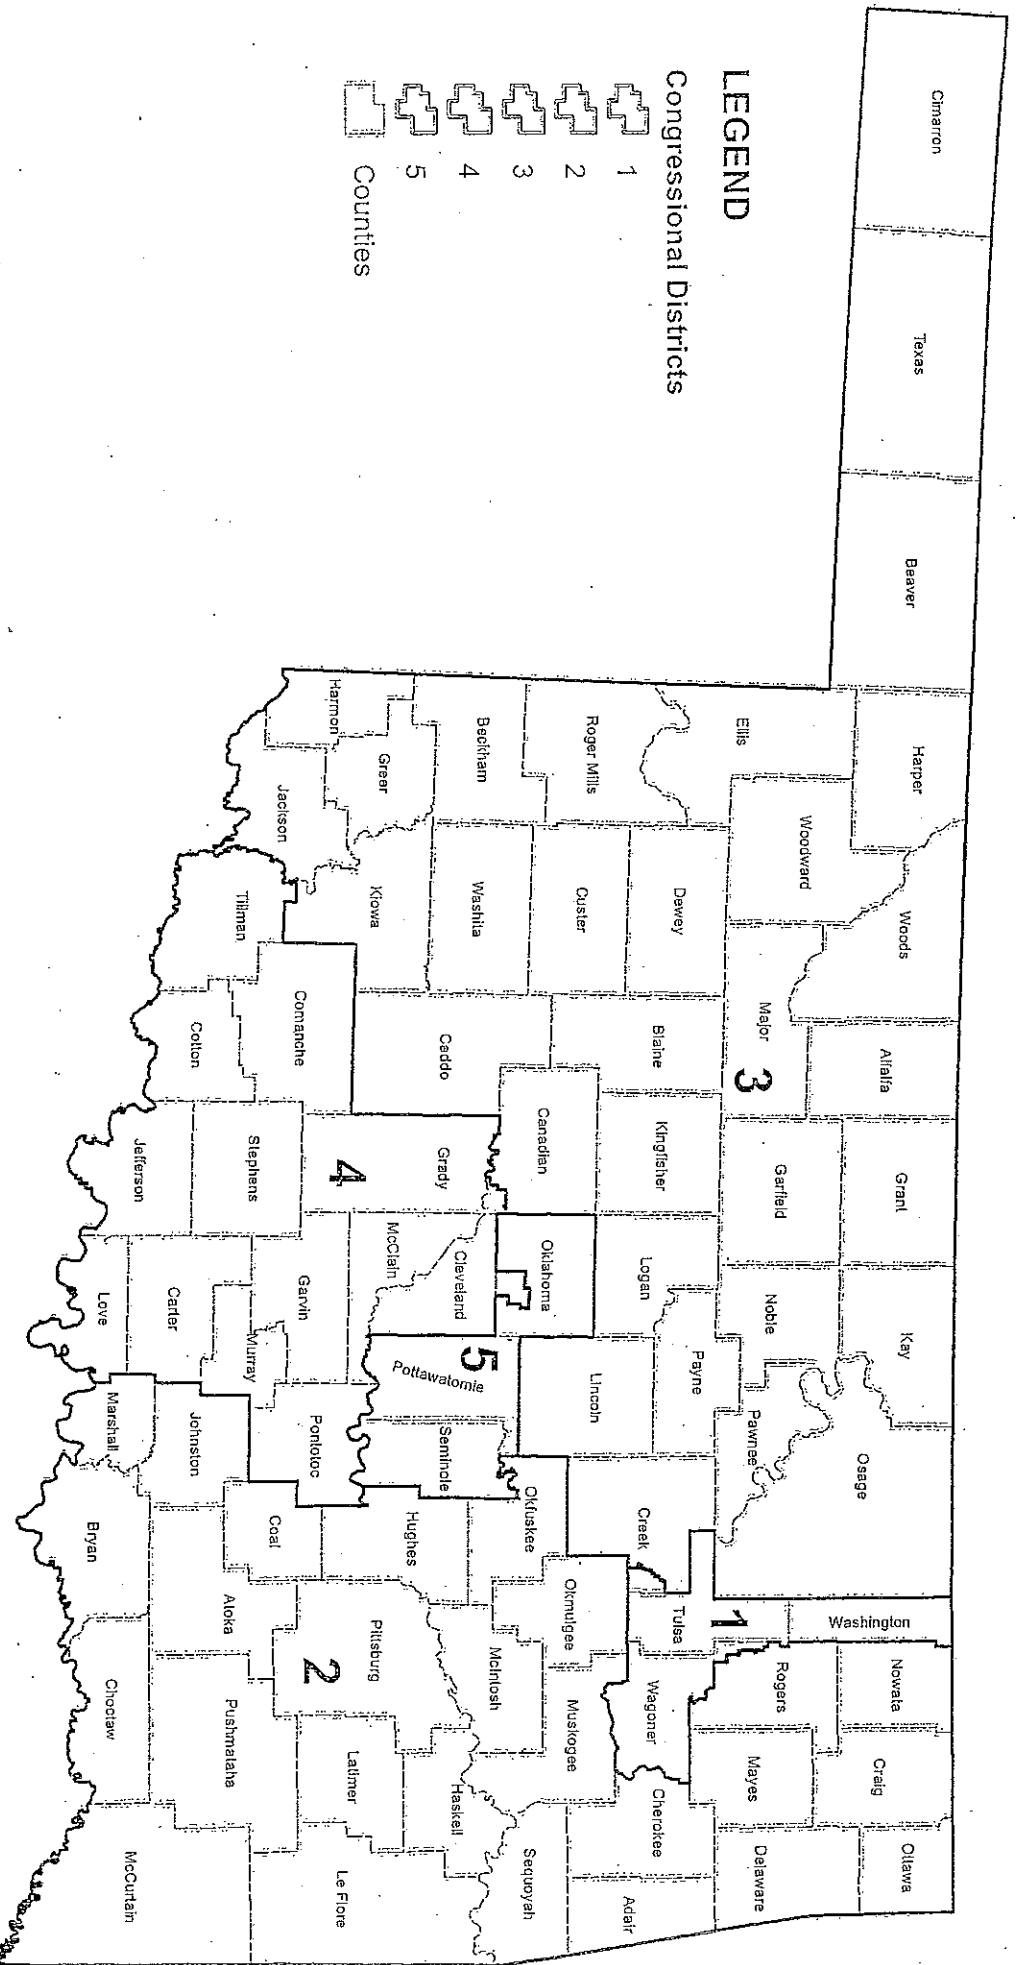 LEGEND
Congressional Districts
1
2
3
4
5
Counties
Cimarron
Texas
Beaver
Harper
Woods
Alfalfa
Grant
Kay
Osage
Washington
Nowata
Craig
Ottawa
Ellis
Woodward
Major
3
Garfield
Noble
Pawnee
1
Rogers
Mayes
Delaware
Roger Mills
Dewey
Blaine
Kingfisher
Logan
Payne
Creek
Tulsa
Wagoner
Cherokee
Adair
Beckham
Custer
Canadian
Oklahoma
Lincoln
Okfuskee
Okmulgee
Muskogee
Sequoyah
Washita
Caddo
Grady
Cleveland
5
Pottawatomie
Seminole
Hughes
McIntosh
Haskell
Harmon
Greer
Kiowa
Comanche
4
McClain
Garvin
Pontotoc
Pittsburg
2
Latimer
Le Flore
Jackson
Tillman
Cotton
Stephens
Murray
Coal
Atoka
Pushmataha
McCurtain
Jefferson
Carter
Love
Johnston
Marshall
Bryan
Choctaw